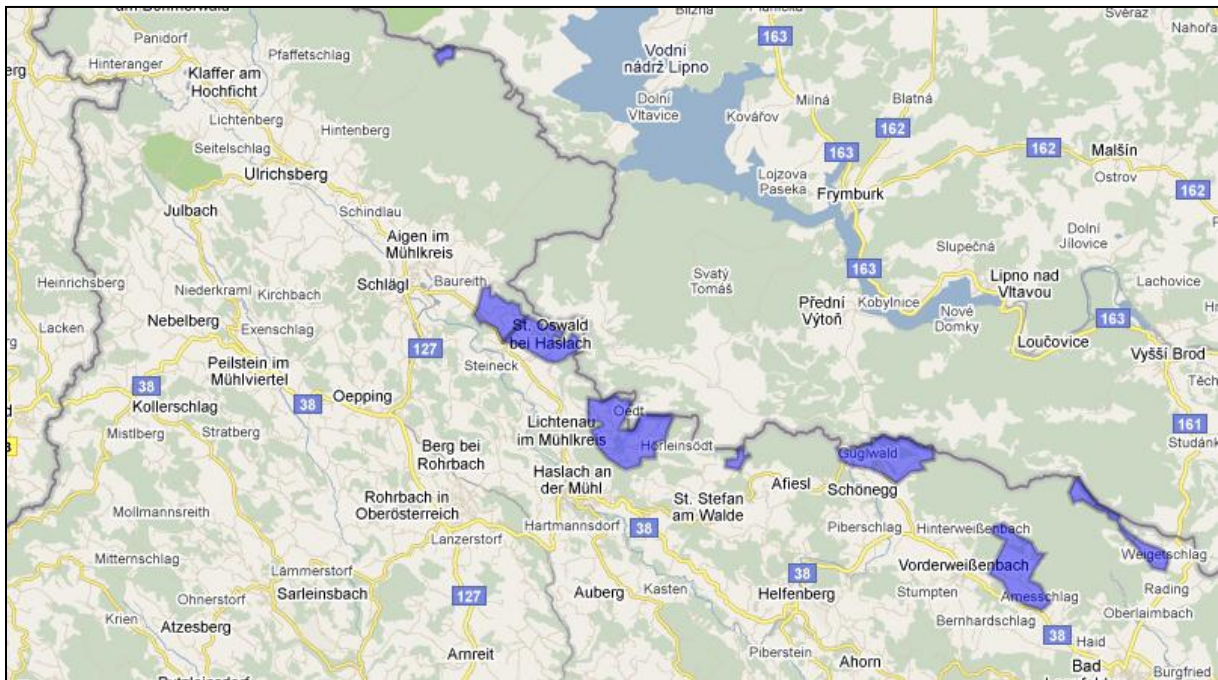 Svéraz
Nahořa
163
Panidorf
Pfaffetschlag
Hinteranger
Klaffer am
Hochficht
Vodní
nádrž Lipno
Dolní
Vltavice
Milná
Blatná
Kovářov
162
163
162
Malšín
Ostrov
162
Lichtenberg
Hintenberg
Seitelschlag
Ulrichsberg
Lojzova
Paseka
Frymburk
Julbach
Schindlau
Aigen im
Mühlkreis
Dolní
Jílovice
Slupečná
163
Heinrichsberg
Niederkraml
Kirchbach
Schlägl
Baureith
Svatý
Tomáš
Přední
Výtoň
Kobylnice
Lipno nad
Vltavou
Lachovice
Nové
Domky
163
Lacken
Nebelberg
Exenschlag
St. Oswald
bei Haslach
Loučovice
Vyšší Brod
127
Steineck
Peilstein im
Mühlviertel
38
Kollerschlag
38
Oepping
Těch
161
Studánk
Mistlberg
Stratberg
Lichtenau
im Mühlkreis
Oedt
Hörleinsödt
Berg bei
Rohrbach
Guglwald
Haslach an
der Mühl
Afiesl
Schönegg
Mollmannsreith
Rohrbach in
Oberösterreich
St. Stefan
am Walde
Hartmannsdorf
38
Piberschlag
Hinterweißenbach
Lanzerstorf
Weigetschlag
Mitternschlag
Lämmerstorf
Vorderweißenbach
Rading
38
Sarleinsbach
127
Auberg
Kasten
Helfenberg
Stumpten
Amesschlag
Ohnerstorf
Oberlaimbach
Krien
Atzesberg
Bernhardschlag
38
Haid
Piberstein
Amreit
Ahorn
Bad
Burgfried